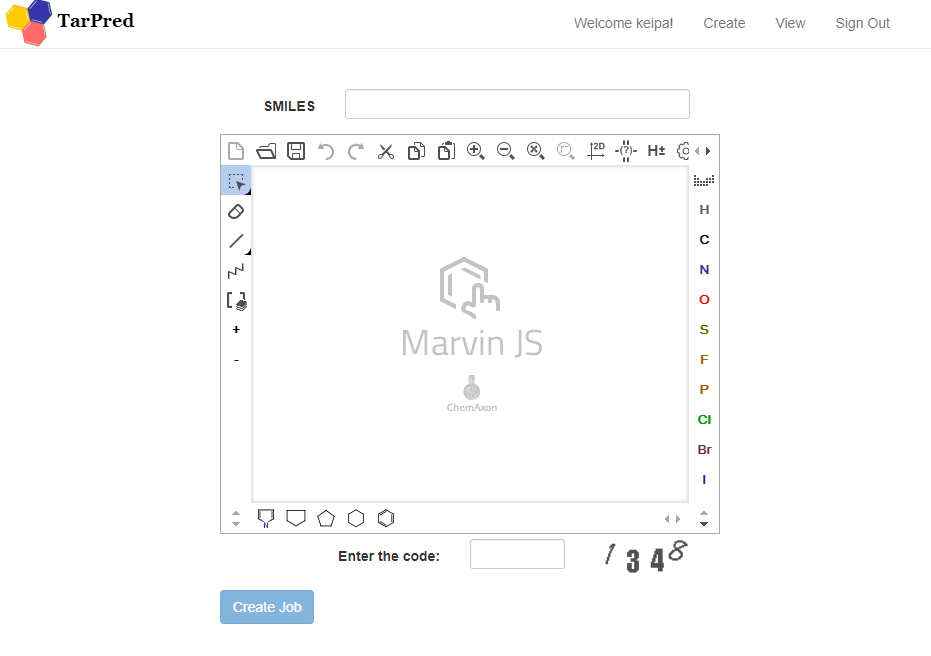 TarPred
Welcome keipa! Create View Sign Out
SMILES
2D
(?) H±
H
C
N
O
S
F
P
Cl
Br
I
+
-
Marvin JS
ChemAxon
N
Enter the code: 1348
Create Job